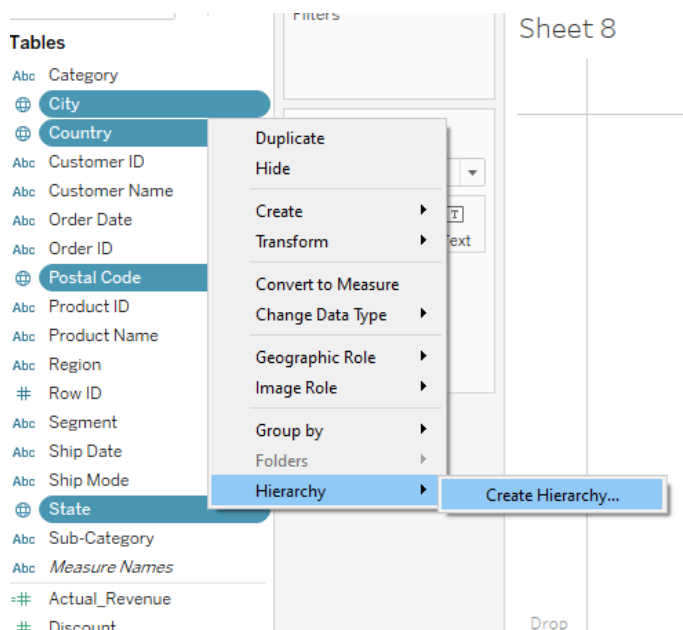 Filters
Sheet 8
Tables
Abc Category
City
Country
Abc Customer ID
Abc Customer Name
Abc Order Date
Abc Order ID
Postal Code
Abc Product ID
Abc Product Name
Abc Region
# Row ID
Abc Segment
Abc Ship Date
Abc Ship Mode
State
Abc Sub-Category
Abc Measure Names
=# Actual_Revenue
# Discount
Duplicate
Hide
Create
Transform
Convert to Measure
Change Data Type
Geographic Role
Image Role
Group by
Folders
Hierarchy
Create Hierarchy...
T
ext
Drop